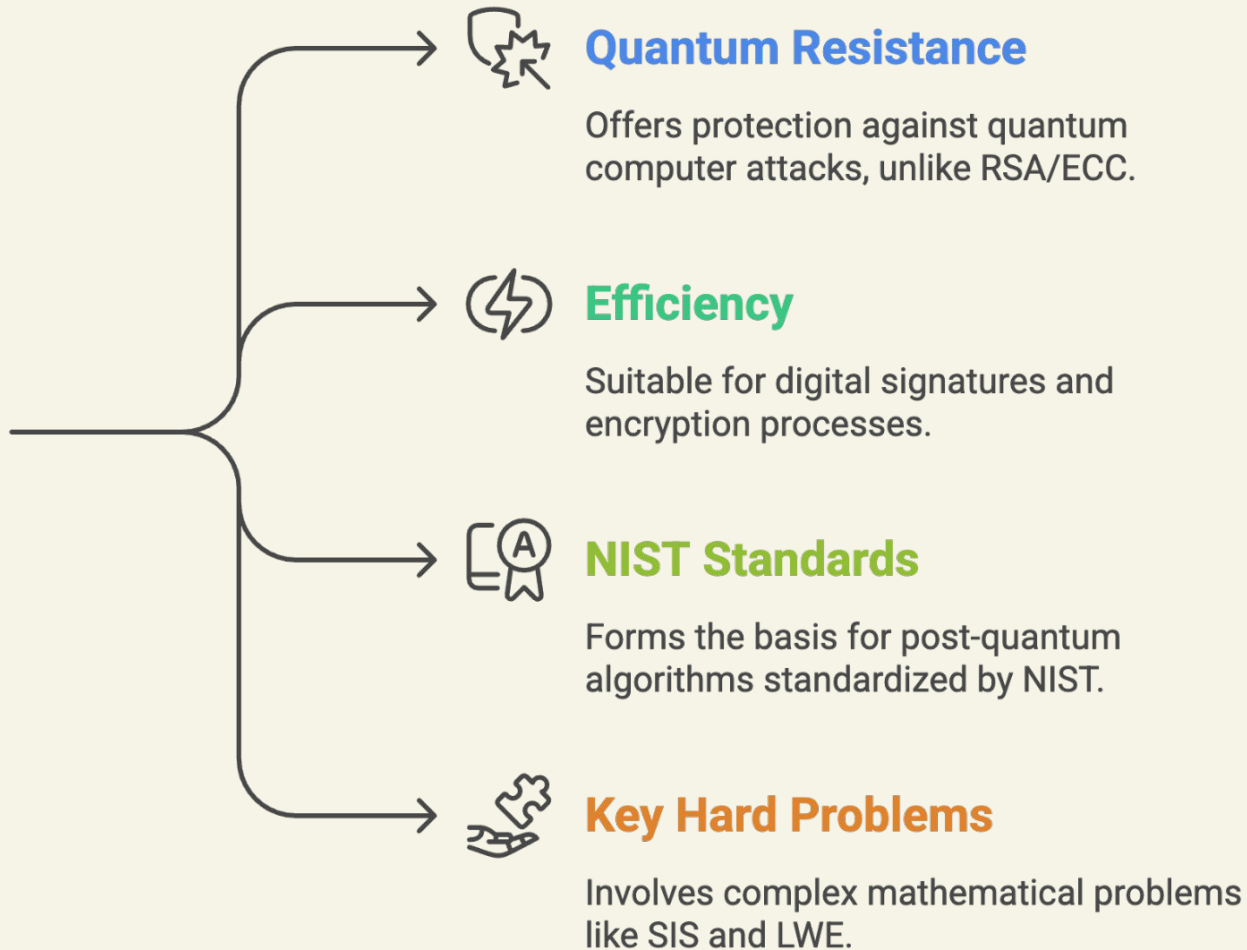 Quantum Resistance
Offers protection against quantum
computer attacks, unlike RSA/ECC.
Efficiency
Suitable for digital signatures and
encryption processes.
A
NIST Standards
Forms the basis for post-quantum
algorithms standardized by NIST.
Key Hard Problems
Involves complex mathematical problems
like SIS and LWE.